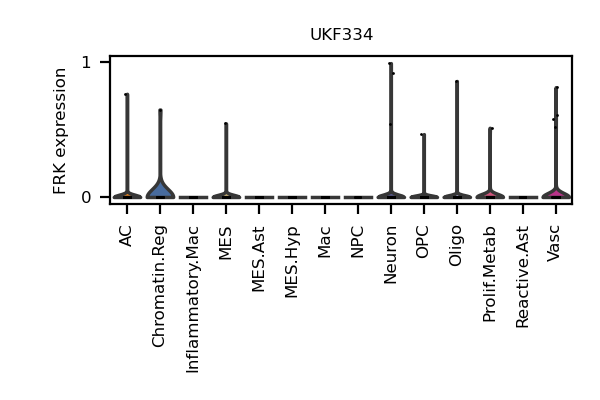 UKF334
FRK expression
1
0
AC
Chromatin.Reg
Inflammatory.Mac
MES
MES.Ast
MES.Hyp
Mac
NPC
Neuron
OPC
Oligo
Prolif.Metab
Reactive.Ast
Vasc